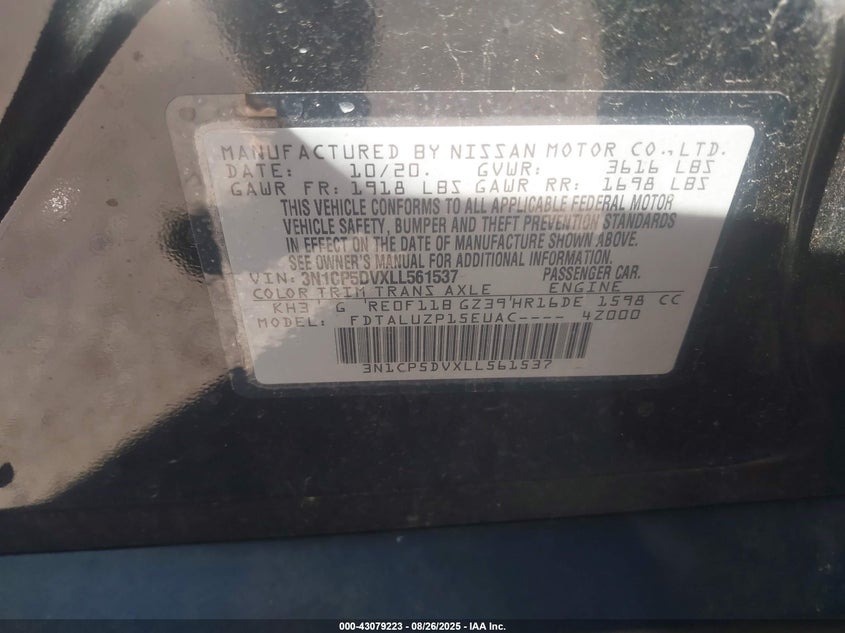 MANUFACTURED BY NISSAN MOTOR CO.,LTD.
DATE: 10/20. GVWR: 3616 LBS
GAWR FR: 1918 LBS GAWR RR: 1698 LBS
THIS VEHICLE CONFORMS TO ALL APPLICABLE FEDERAL MOTOR
VEHICLE SAFETY, BUMPER AND THEFT PREVENTION STANDARDS
IN EFFECT ON THE DATE OF MANUFACTURE SHOWN ABOVE.
SEE OWNER'S MANUAL FOR ADDITIONAL INFORMATION.
VIN: 3N1CP5DVXLL561537 PASSENGER CAR.
COLOR TRIM TRANS AXLE ENGINE
KH3' G 'RE0F11B GZ39'HR16DE 1598 CC
MODEL: FDTALUZP15EUAC---- 4Z000
3N1CP5DVXLL561537
000-43079223 - 08/26/2025 - IAA Inc.